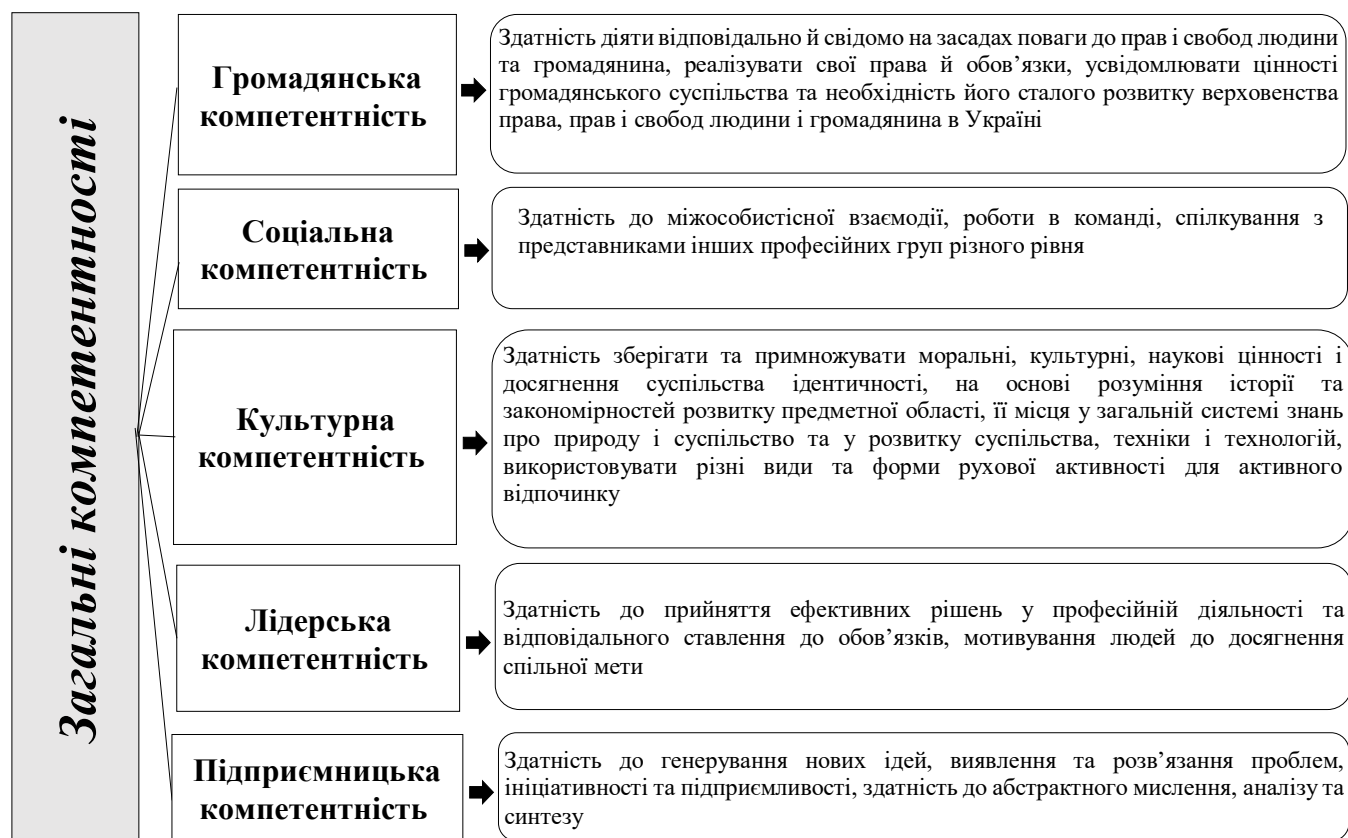 Загальні компетентності
Громадянська
компетентність
Здатність діяти відповідально й свідомо на засадах поваги до прав і свобод людини
та громадянина, реалізувати свої права й обов’язки, усвідомлювати цінності
громадянського суспільства та необхідність його сталого розвитку верховенства
права, прав і свобод людини і громадянина в Україні
Соціальна
компетентність
Здатність до міжособистісної взаємодії, роботи в команді, спілкування з
представниками інших професійних груп різного рівня
Культурна
компетентність
Здатність зберігати та примножувати моральні, культурні, наукові цінності і
досягнення суспільства ідентичності, на основі розуміння історії та
закономірностей розвитку предметної області, її місця у загальній системі знань
про природу і суспільство та у розвитку суспільства, техніки і технологій,
використовувати різні види та форми рухової активності для активного
відпочинку
Лідерська
компетентність
Здатність до прийняття ефективних рішень у професійній діяльності та
відповідального ставлення до обов’язків, мотивування людей до досягнення
спільної мети
Підприємницька
компетентність
Здатність до генерування нових ідей, виявлення та розв’язання проблем,
ініціативності та підприємливості, здатність до абстрактного мислення, аналізу та
синтезу